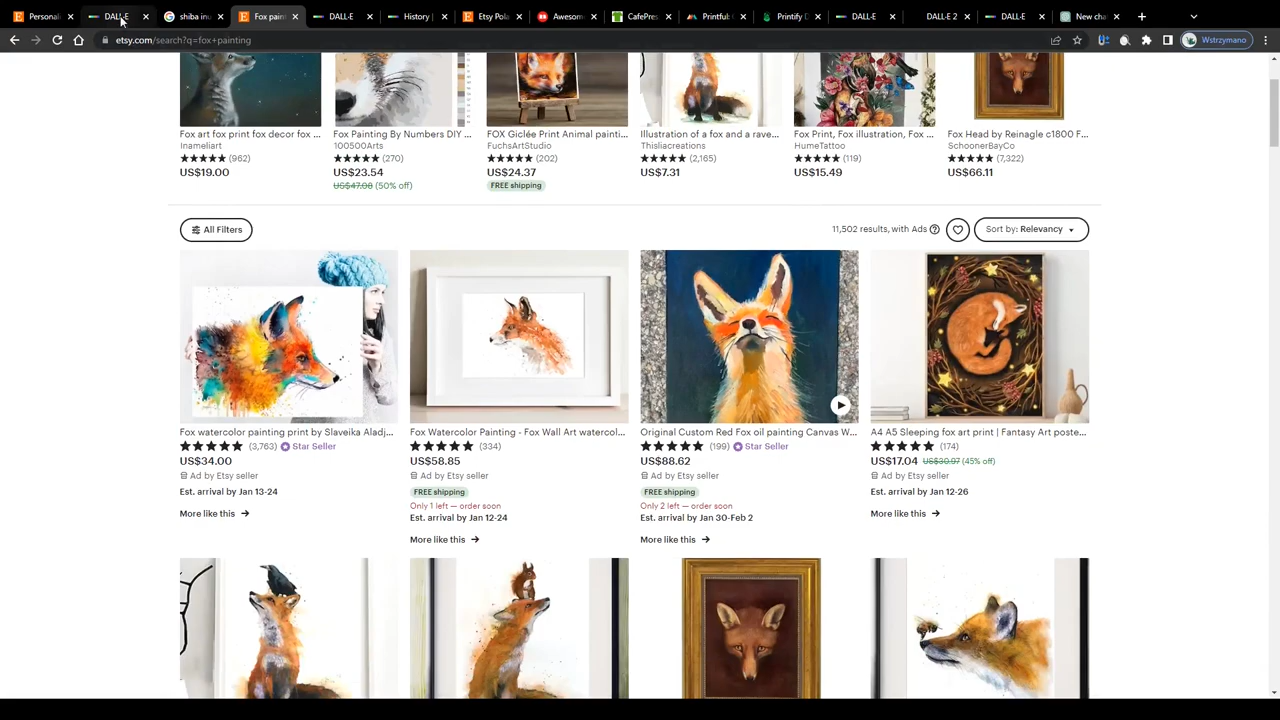 Personali
DALL·E
shiba inu
Fox paint
DALL·E
History |
Etsy Pola
Awesom
CafePres
Printful:
Printify D
DALL·E
DALL·E 2
DALL·E
New cha
etsy.com/search?q=fox+painting
Wstrzymano
Fox art fox print fox decor fox ...
Inameliart
(962)
US$19.00
Fox Painting By Numbers DIY ...
100500Arts
(270)
US$23.54
US$47.08 (50% off)
FOX Giclée Print Animal painti...
FuchsArtStudio
(202)
US$24.37
FREE shipping
Illustration of a fox and a rave...
Thisliacreations
(2,165)
US$7.31
Fox Print, Fox illustration, Fox ...
HumeTattoo
(119)
US$15.49
Fox Head by Reinagle c1800 F...
SchoonerBayCo
(7,322)
US$66.11
All Filters
11,502 results, with Ads
Sort by: Relevancy
Fox watercolor painting print by Slaveika Aladj...
(3,763) Star Seller
US$34.00
Ad by Etsy seller
Est. arrival by Jan 13-24
More like this
Fox Watercolor Painting - Fox Wall Art watercol...
(334)
US$58.85
Ad by Etsy seller
FREE shipping
Only 1 left — order soon
Est. arrival by Jan 12-24
More like this
Original Custom Red Fox oil painting Canvas W...
(199) Star Seller
US$88.62
Ad by Etsy seller
FREE shipping
Only 2 left — order soon
Est. arrival by Jan 30-Feb 2
More like this
A4 A5 Sleeping fox art print | Fantasy Art poste...
(174)
US$17.04 US$30.97 (45% off)
Ad by Etsy seller
Est. arrival by Jan 12-26
More like this